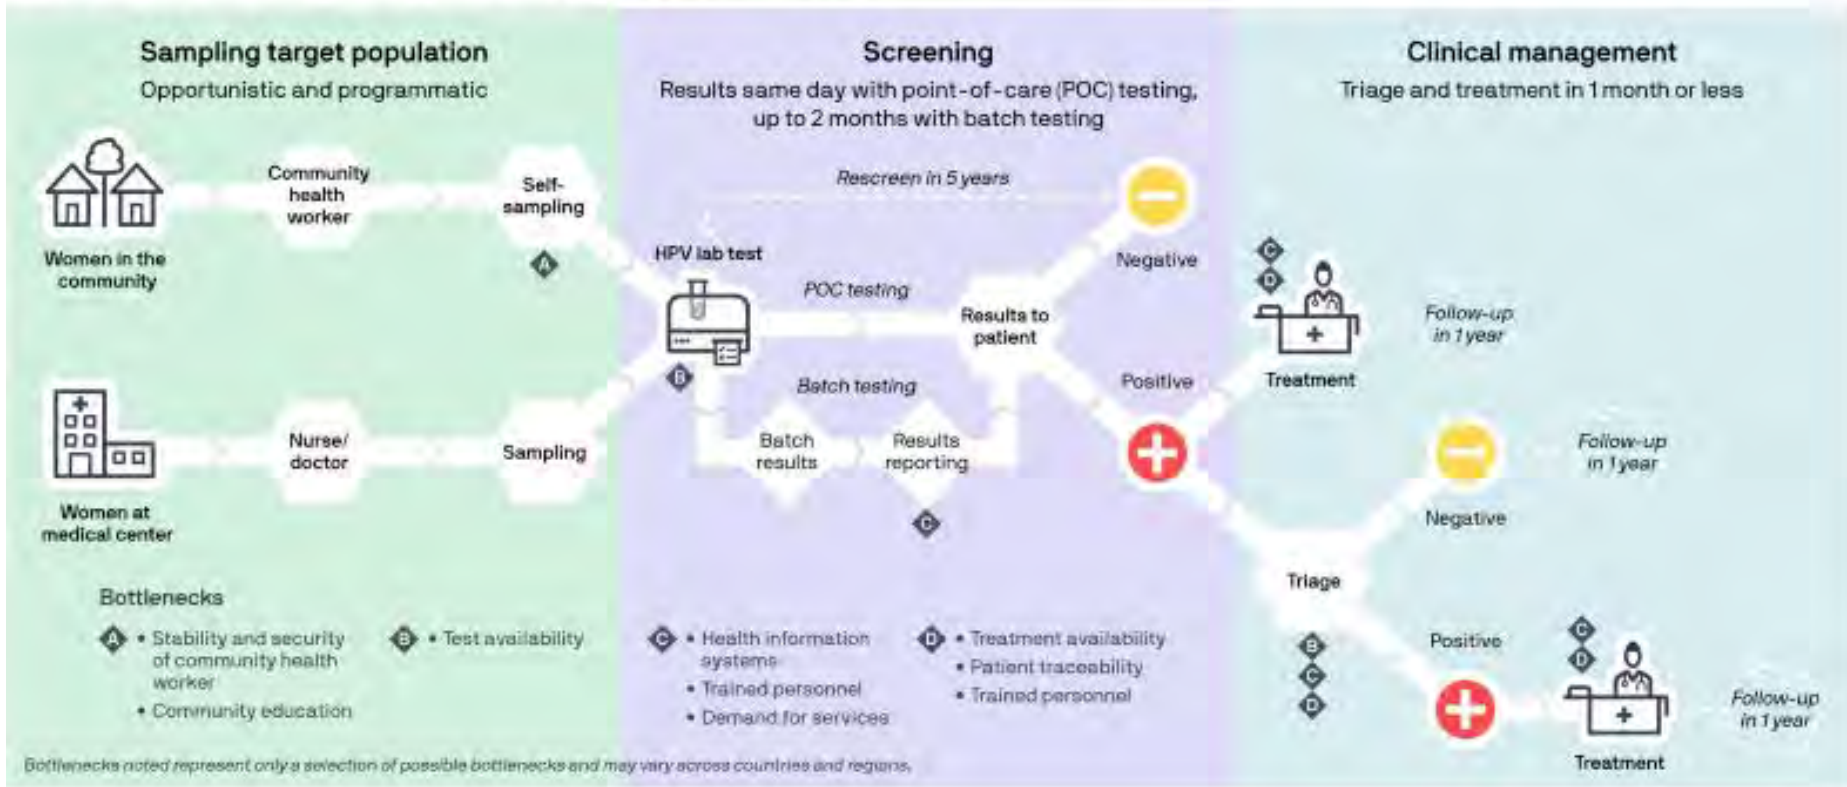 Sampling target population
Opportunistic and programmatic
Women in the
community
Community
health
worker
Self-
sampling
A
Women at
medical center
Nurse/
doctor
Sampling
Screening
Results same day with point-of-care (POC) testing,
up to 2 months with batch testing
Rescreen in 5 years
HPV lab test
B
POC testing
Batch testing
Batch
results
Results
reporting
C
Results to
patient
Negative
Positive
Clinical management
Triage and treatment in 1 month or less
C
D
Treatment
Follow-up
in 1 year
Triage
B
C
D
Negative
Follow-up
in 1 year
Positive
C
D
Treatment
Follow-up
in 1 year
Bottlenecks
A
• Stability and security
of community health
worker
• Community education
B
• Test availability
C
• Health information
systems
• Trained personnel
• Demand for services
D
• Treatment availability
• Patient traceability
• Trained personnel
Bottlenecks noted represent only a selection of possible bottlenecks and may vary across countries and regions.